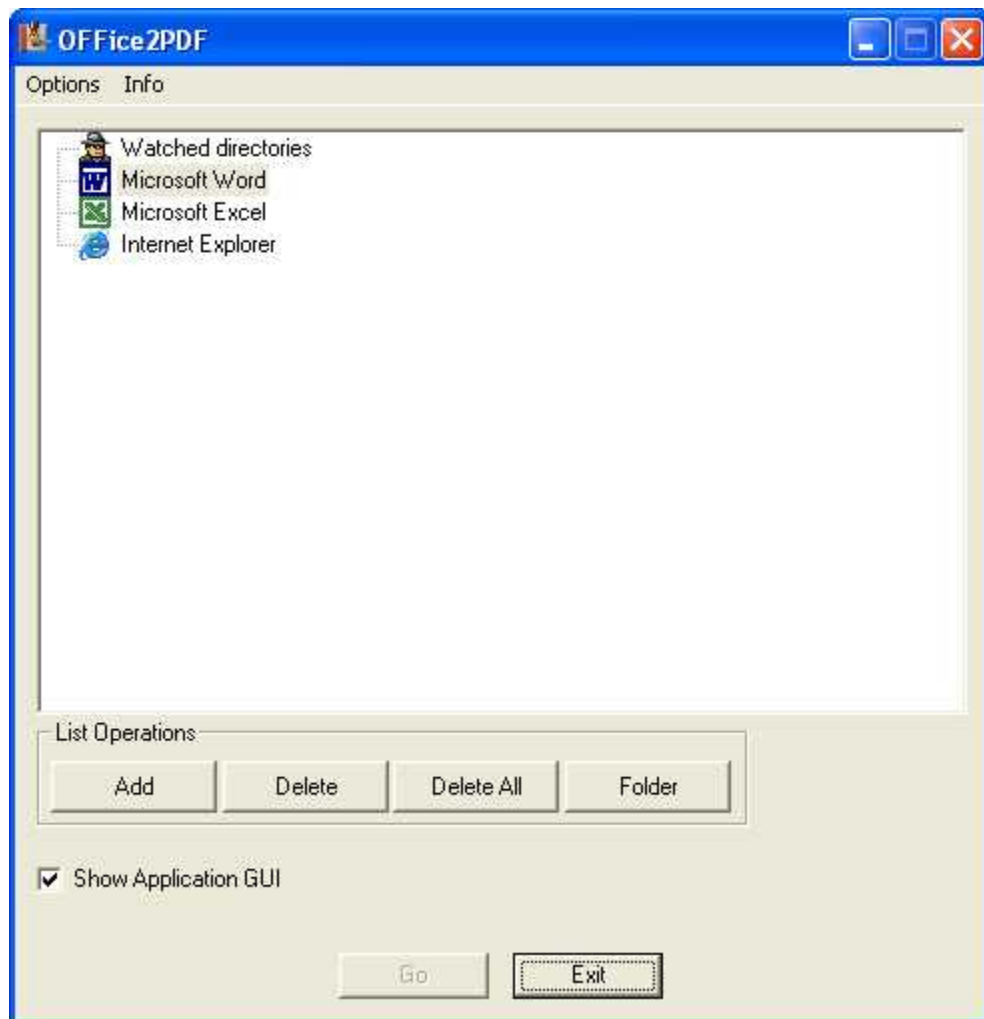 OFFice2PDF
Options Info
Watched directories
Microsoft Word
Microsoft Excel
Internet Explorer
List Operations
Add Delete Delete All Folder
Show Application GUI
Go Exit